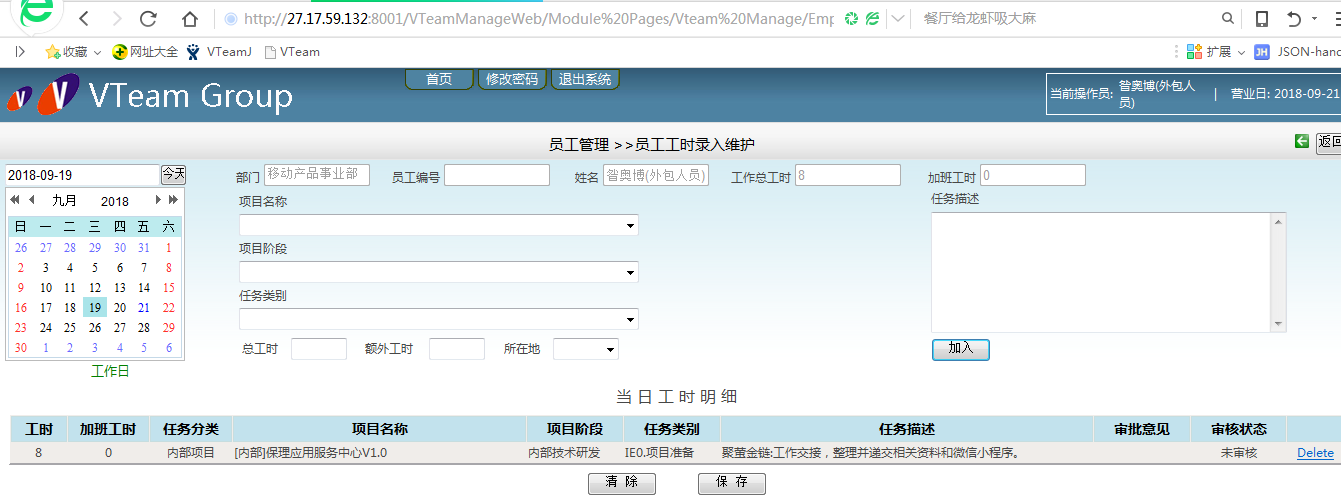 http://27.17.59.132:8001/VTeamManageWeb/Module%20Pages/Vteam%20Manage/Emp 餐厅给龙虾吸大麻
收藏 网址大全 VTeamJ VTeam 扩展 JH JSON-hand
VTeam Group
首页 修改密码 退出系统
当前操作员: 昝奥博(外包人员) | 营业日: 2018-09-21
员工管理 >>员工工时录入维护 返回
2018-09-19 今天
部门 移动产品事业部 员工编号 姓名 昝奥博(外包人员) 工作总工时 8 加班工时 0
九月 2018
日 一 二 三 四 五 六
26 27 28 29 30 31 1
2 3 4 5 6 7 8
9 10 11 12 13 14 15
16 17 18 19 20 21 22
23 24 25 26 27 28 29
30 1 2 3 4 5 6
工作日
项目名称
项目阶段
任务类别
总工时 额外工时 所在地
任务描述
加入
当日工时明细
工时 加班工时 任务分类 项目名称 项目阶段 任务类别 任务描述 审批意见 审核状态
8 0 内部项目 [内部]保理应用服务中心V1.0 内部技术研发 IE0.项目准备 聚萤金链:工作交接，整理并递交相关资料和微信小程序。 未审核 Delete
清 除 保 存